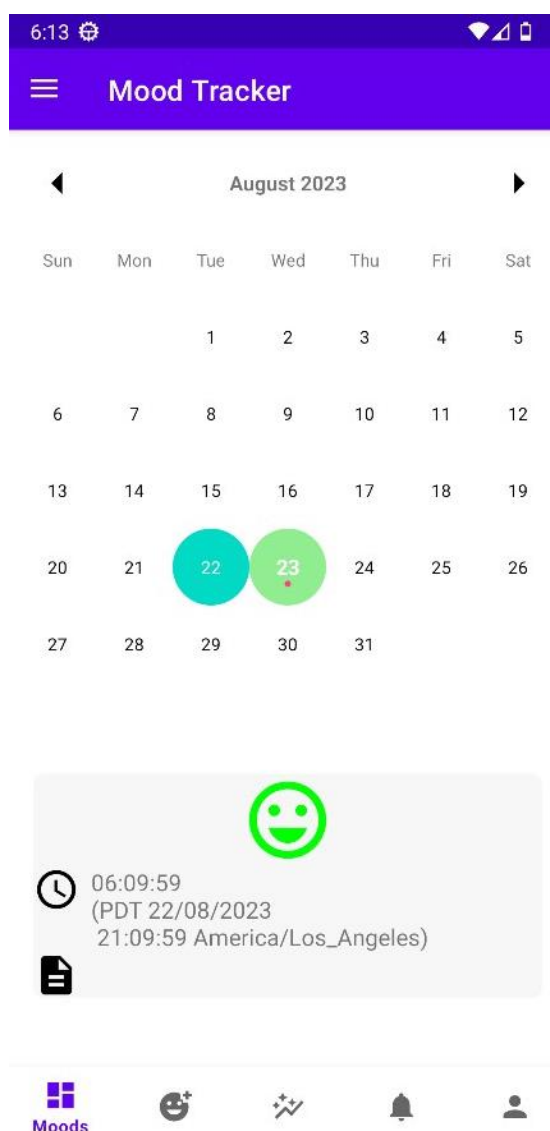 6:13
Mood Tracker
August 2023
Sun Mon Tue Wed Thu Fri Sat
1 2 3 4 5
6 7 8 9 10 11 12
13 14 15 16 17 18 19
20 21 22 23 24 25 26
27 28 29 30 31
06:09:59
(PDT 22/08/2023
21:09:59 America/Los_Angeles)
Moods